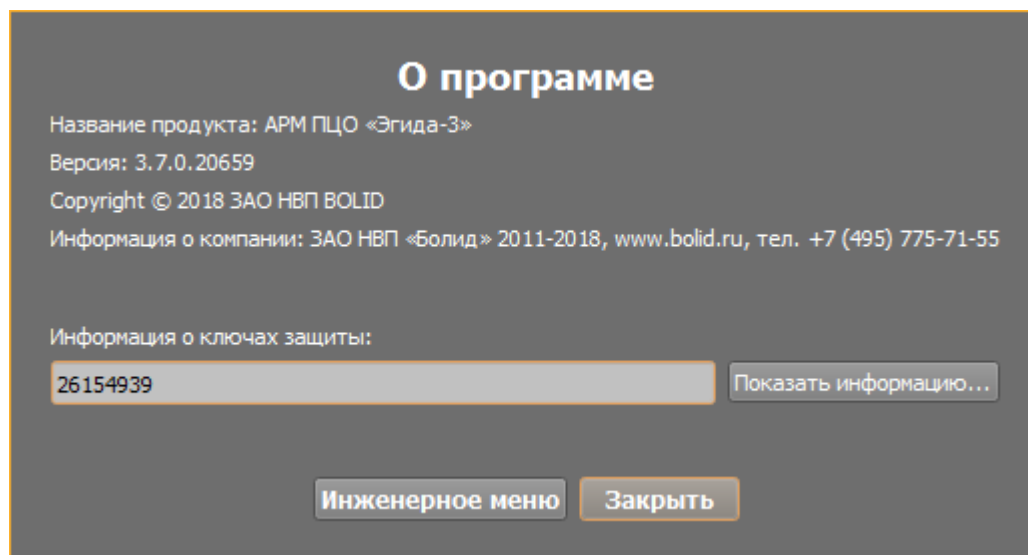 О программе
Название продукта: АРМ ПЦО «Эгида-3»
Версия: 3.7.0.20659
Copyright © 2018 ЗАО НВП BOLID
Информация о компании: ЗАО НВП «Болид» 2011-2018, www.bolid.ru, тел. +7 (495) 775-71-55
Информация о ключах защиты:
26154939 Показать информацию...
Инженерное меню Закрыть